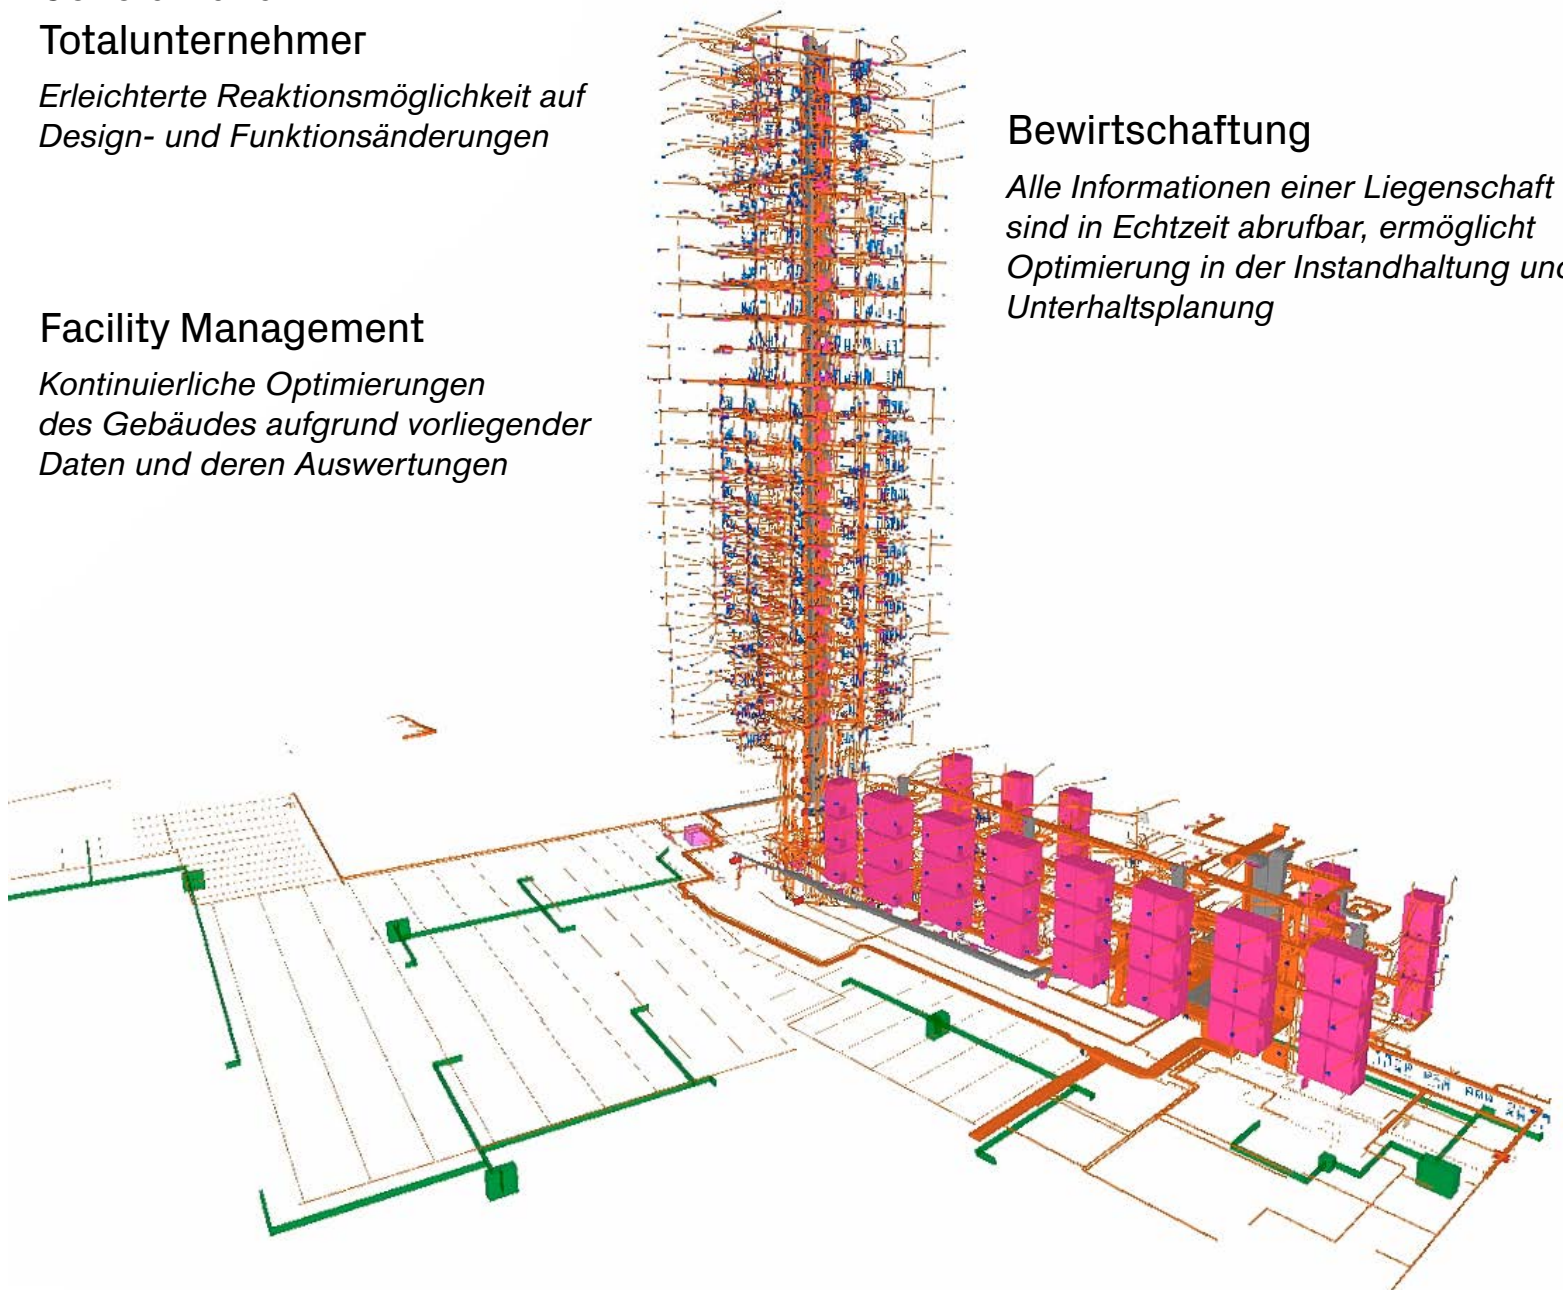 Totalunternehmer
Erleichterte Reaktionsmöglichkeit auf
Design- und Funktionsänderungen
Facility Management
Kontinuierliche Optimierungen
des Gebäudes aufgrund vorliegender
Daten und deren Auswertungen
Bewirtschaftung
Alle Informationen einer Liegenschaft
sind in Echtzeit abrufbar, ermöglicht
Optimierung in der Instandhaltung und
Unterhaltsplanung